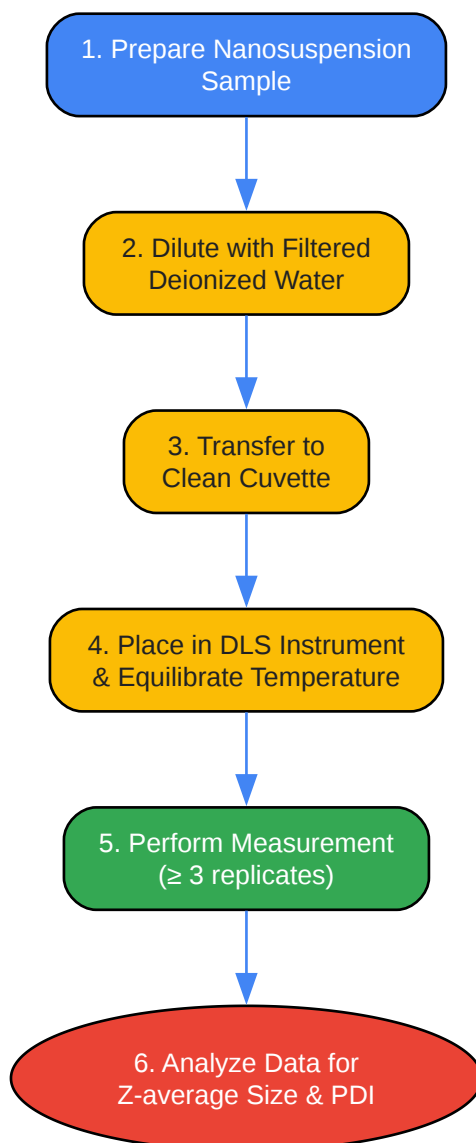 1. Prepare Nanosuspension
Sample
2. Dilute with Filtered
Deionized Water
3. Transfer to
Clean Cuvette
4. Place in DLS Instrument
& Equilibrate Temperature
5. Perform Measurement
(≥ 3 replicates)
6. Analyze Data for
Z-average Size & PDI